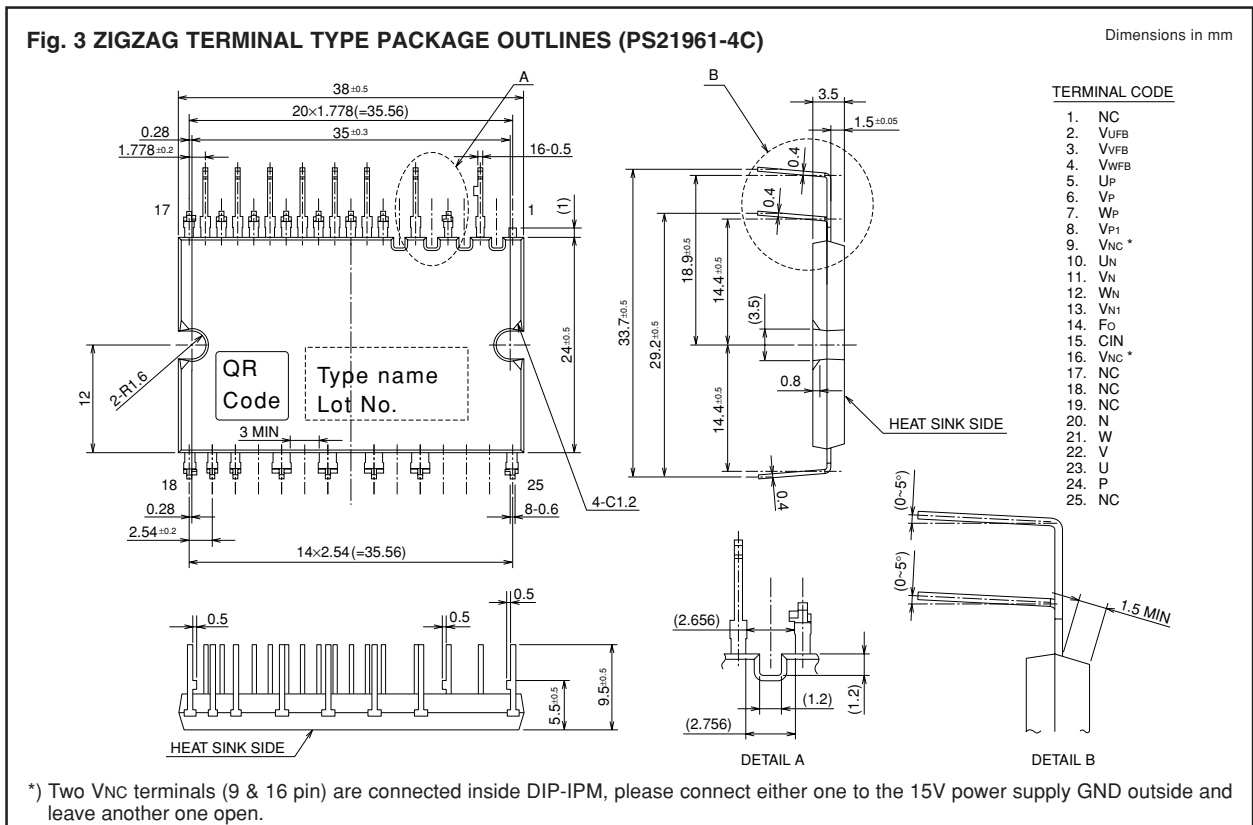 Fig. 3 ZIGZAG TERMINAL TYPE PACKAGE OUTLINES (PS21961-4C)
Dimensions in mm
A
38±0.5
20×1.778(=35.56)
0.28
35±0.3
1.778±0.2
16-0.5
17
1
(1)
24±0.5
12
2-R1.6
QR
Code
Type name
Lot No.
3 MIN
18
25
0.28
2.54±0.2
4-C1.2
8-0.6
14×2.54(=35.56)
B
3.5
1.5±0.05
0.4
0.4
33.7±0.5
29.2±0.5
18.9±0.5
14.4±0.5
(3.5)
0.8
14.4±0.5
HEAT SINK SIDE
0.4
TERMINAL CODE
1. NC
2. VUFB
3. VVFB
4. VWFB
5. UP
6. VP
7. WP
8. VP1
9. VNC *
10. UN
11. VN
12. WN
13. VN1
14. FO
15. CIN
16. VNC *
17. NC
18. NC
19. NC
20. N
21. W
22. V
23. U
24. P
25. NC
0.5
0.5
0.5
5.5±0.5
9.5±0.5
HEAT SINK SIDE
(2.656)
(1.2)
(1.2)
(2.756)
DETAIL A
(0~5°)
(0~5°)
1.5 MIN
DETAIL B
*) Two VNC terminals (9 & 16 pin) are connected inside DIP-IPM, please connect either one to the 15V power supply GND outside and
leave another one open.